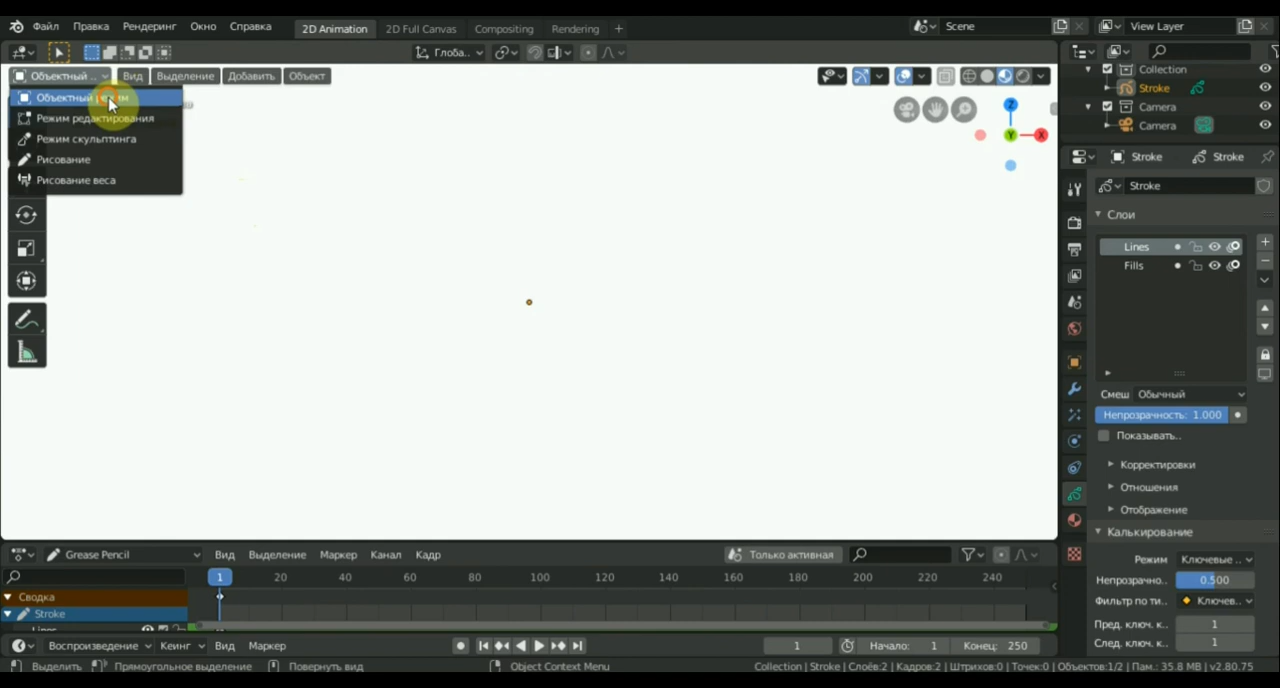 Файл Правка Рендеринг Окно Справка 2D Animation 2D Full Canvas Compositing Rendering + Scene View Layer
Глоба..
Объектный .. Вид Выделение Добавить Объект
Объектный режим
Режим редактирования
Режим скульптинга
Рисование
Рисование веса
Z
Y
X
Collection
Stroke
Camera
Camera
Stroke Stroke
Stroke
Слои
Lines
Fills
Смеш Обычный
Непрозрачность: 1.000
Показывать..
Корректировки
Отношения
Отображение
Калькирование
Режим Ключевые ..
Непрозрачно.. 0.500
Фильтр по ти.. Ключев..
Пред. ключ. к.. 1
След. ключ. к.. 1
Grease Pencil Вид Выделение Маркер Канал Кадр Только активная
1 20 40 60 80 100 120 140 160 180 200 220 240
Сводка
Stroke
Lines
Воспроизведение Кеинг Вид Маркер 1 Начало: 1 Конец: 250
Выделить Прямоугольное выделение Повернуть вид Object Context Menu Collection | Stroke | Слоёв:2 | Кадров:2 | Штрихов:0 | Точек:0 | Объектов:1/2 | Пам.: 35.8 MB | v2.80.75